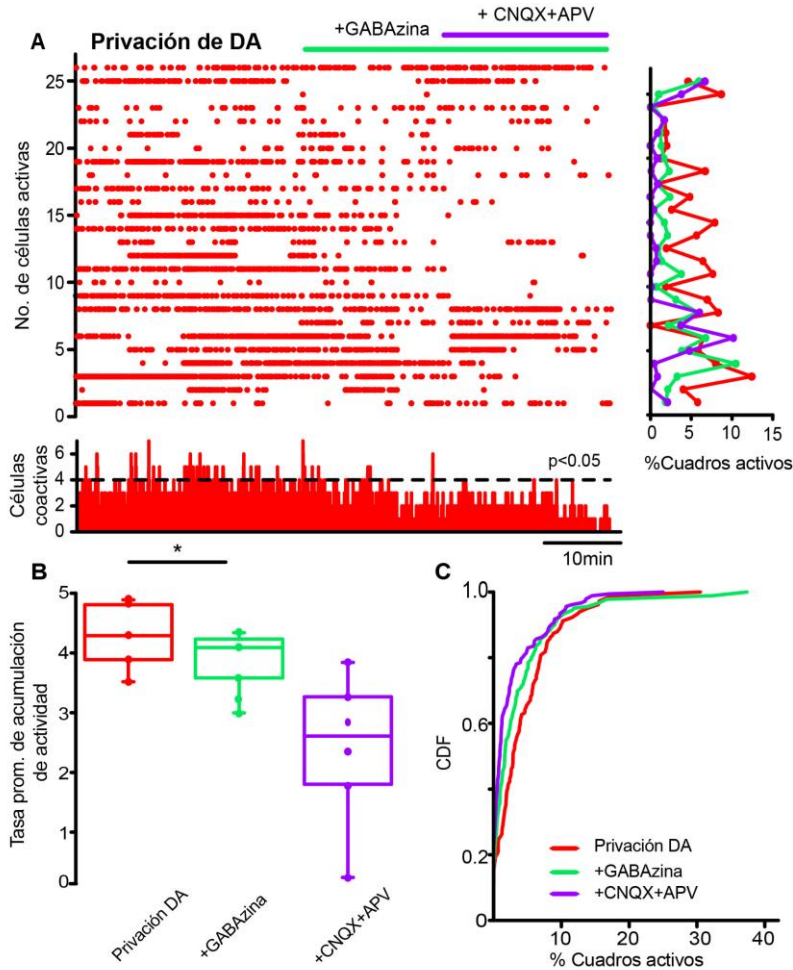 A
Privación de DA
+GABAzina
+ CNQX+APV
No. de células activas
25
20
15
10
5
0
0 5 10 15
%Cuadros activos
Células
coactivas
6
4
2
0
p<0.05
10min
B
*
Tasa prom. de acumulación
de actividad
5
4
3
2
1
0
Privación DA
+GABAzina
+CNQX+APV
C
CDF
1.0
0.6
0.2
0
Privación DA
+GABAzina
+CNQX+APV
10 20 30 40
% Cuadros activos